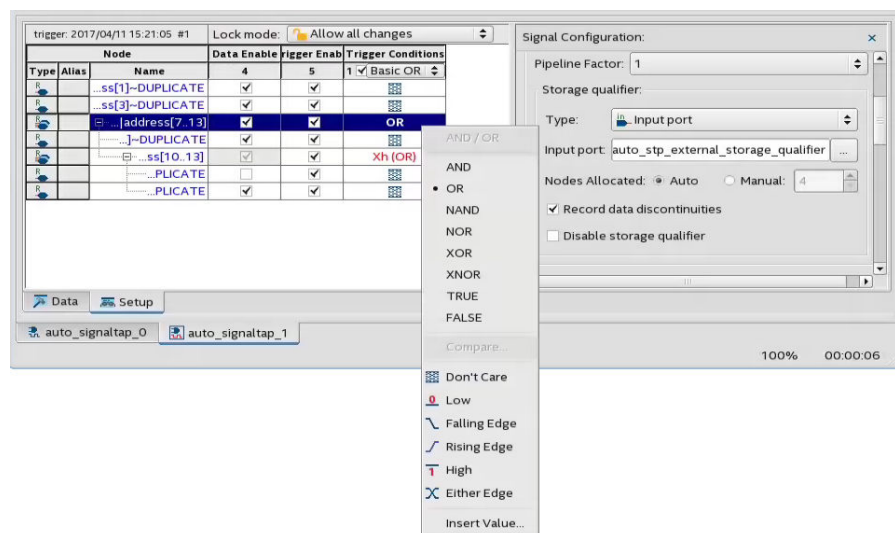 trigger: 2017/04/11 15:21:05 #1
Lock mode: Allow all changes
Signal Configuration:
Node
Data Enable
rigger Enab
Trigger Conditions
Type
Alias
Name
4
5
1 Basic OR
...ss[1]~DUPLICATE
...ss[3]~DUPLICATE
...|address[7..13]
OR
...]~DUPLICATE
...ss[10..13]
Xh (OR)
...PLICATE
...PLICATE
Pipeline Factor: 1
Storage qualifier:
Type: Input port
Input port: auto_stp_external_storage_qualifier ...
Nodes Allocated: Auto Manual: 4
Record data discontinuities
Disable storage qualifier
AND / OR
AND
OR
NAND
NOR
XOR
XNOR
TRUE
FALSE
Compare...
Don't Care
0 Low
Falling Edge
Rising Edge
1 High
Either Edge
Insert Value...
Data
Setup
auto_signaltap_0
auto_signaltap_1
100% 00:00:06